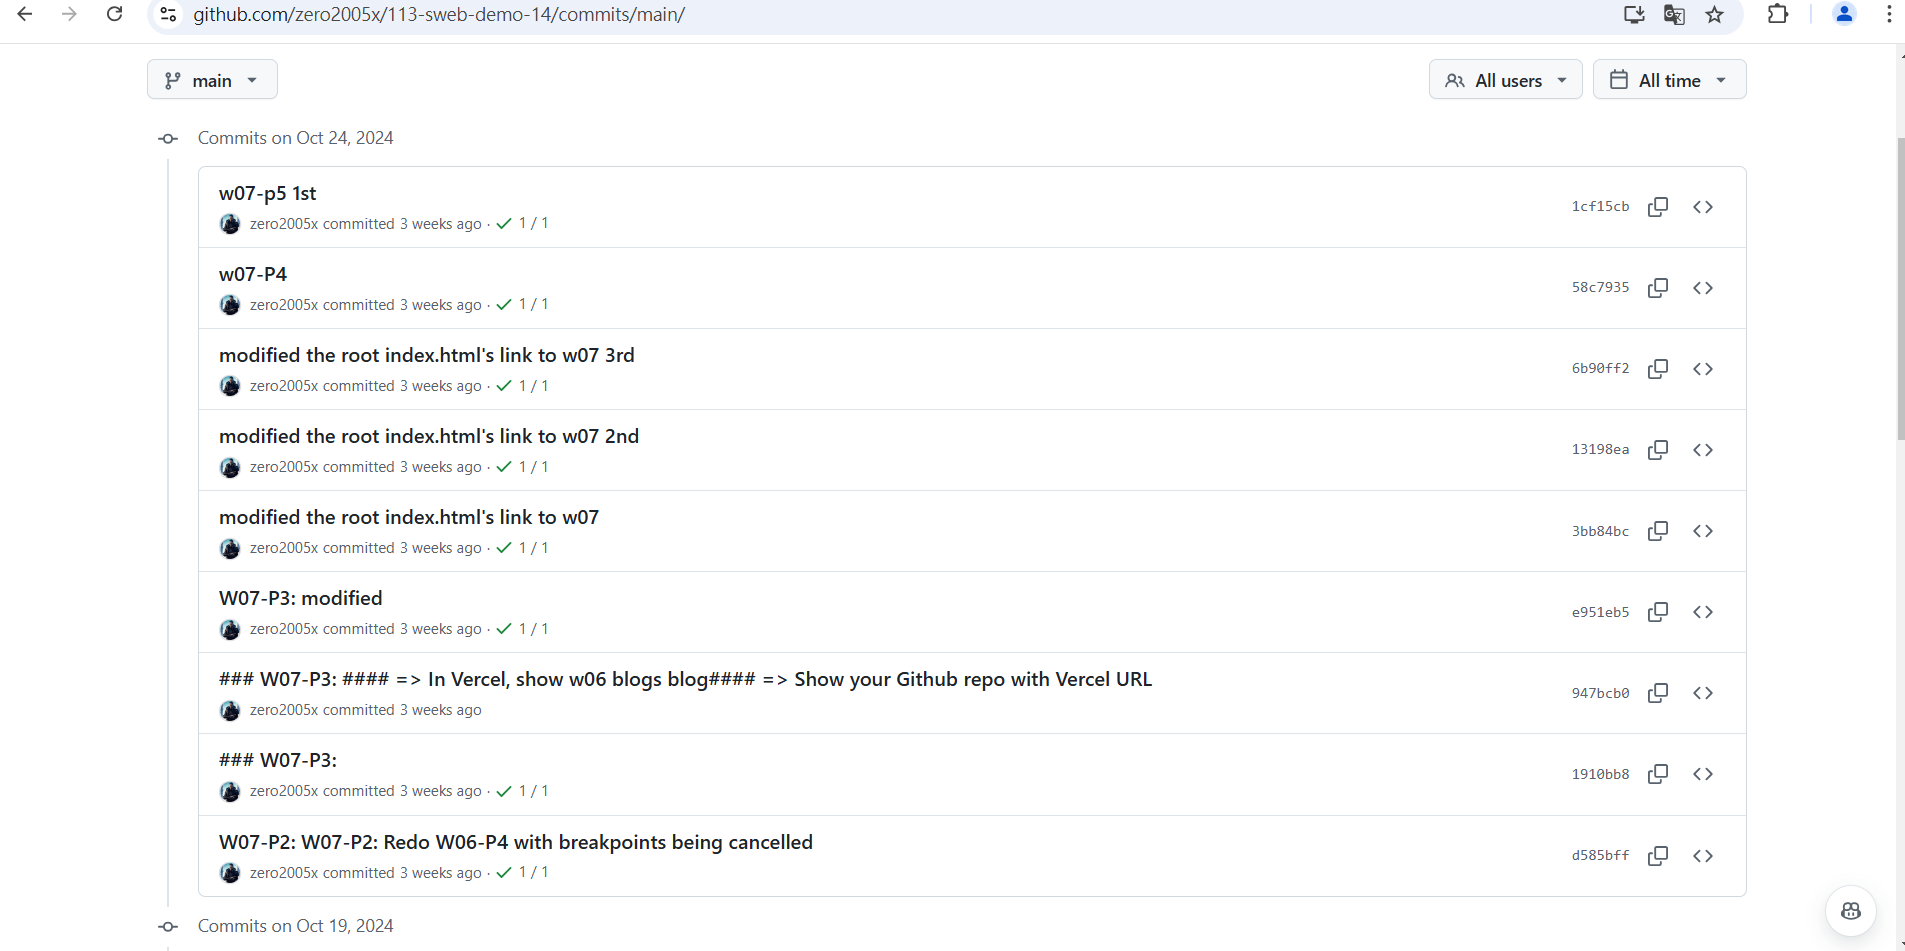 github.com/zero2005x/113-sweb-demo-14/commits/main/
main
All users
All time
Commits on Oct 24, 2024
w07-p5 1st
zero2005x committed 3 weeks ago · 1 / 1
1cf15cb
w07-P4
zero2005x committed 3 weeks ago · 1 / 1
58c7935
modified the root index.html's link to w07 3rd
zero2005x committed 3 weeks ago · 1 / 1
6b90ff2
modified the root index.html's link to w07 2nd
zero2005x committed 3 weeks ago · 1 / 1
13198ea
modified the root index.html's link to w07
zero2005x committed 3 weeks ago · 1 / 1
3bb84bc
W07-P3: modified
zero2005x committed 3 weeks ago · 1 / 1
e951eb5
### W07-P3: #### => In Vercel, show w06 blogs blog#### => Show your Github repo with Vercel URL
zero2005x committed 3 weeks ago
947bcb0
### W07-P3:
zero2005x committed 3 weeks ago · 1 / 1
1910bb8
W07-P2: W07-P2: Redo W06-P4 with breakpoints being cancelled
zero2005x committed 3 weeks ago · 1 / 1
d585bff
Commits on Oct 19, 2024